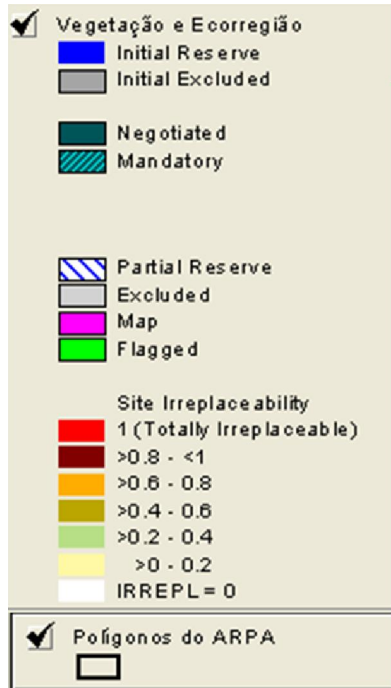 Vegetação e Ecorregião
Initial Reserve
Initial Excluded
Negotiated
Mandatory
Partial Reserve
Excluded
Map
Flagged
Site Irreplaceability
1 (Totally Irreplaceable)
>0.8 - <1
>0.6 - 0.8
>0.4 - 0.6
>0.2 - 0.4
>0 - 0.2
IRREPL = 0
Polígonos do ARPA